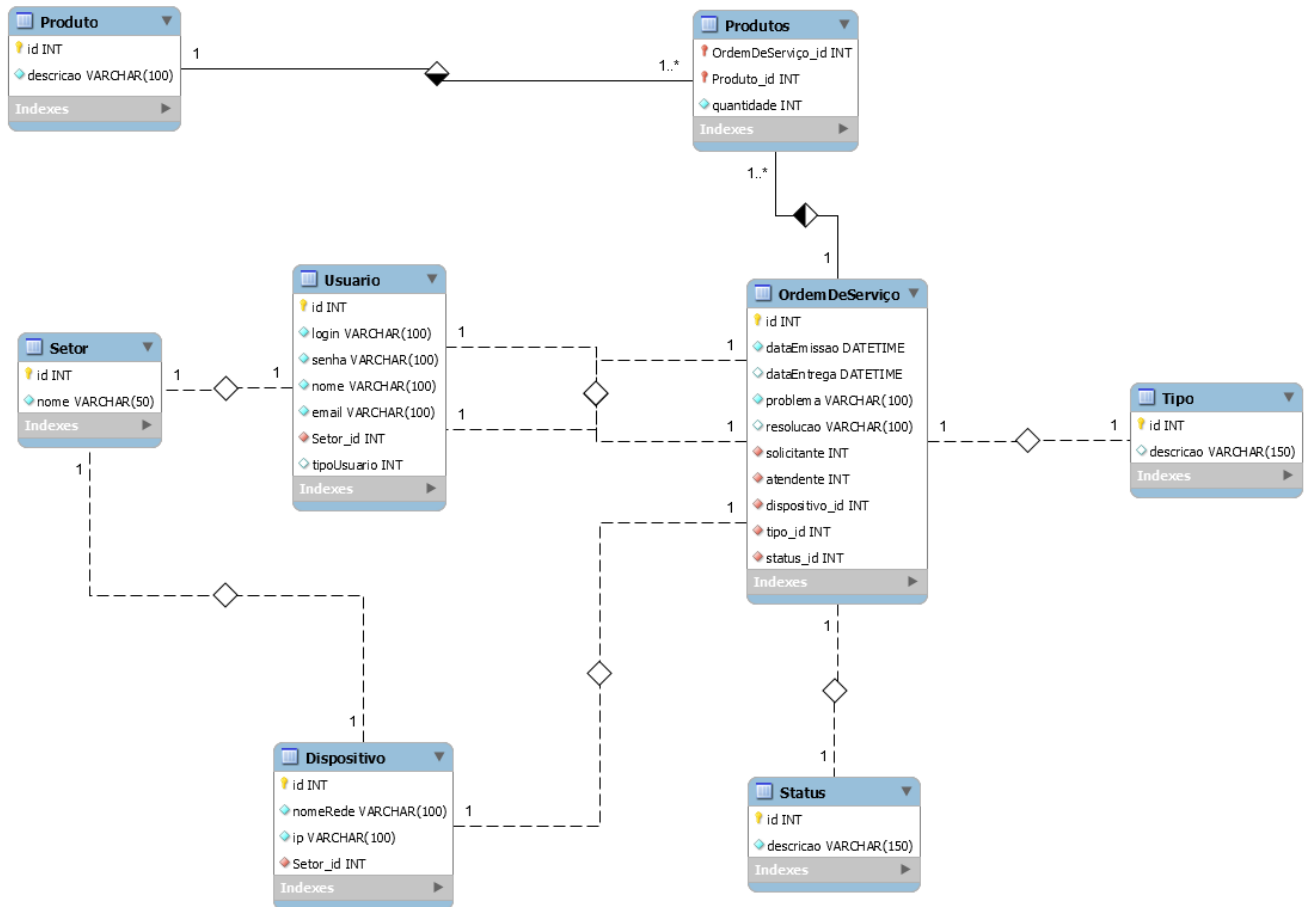 Produto
id INT
descricao VARCHAR(100)
Indexes
1
1..*
Produtos
OrdemDeServiço_id INT
Produto_id INT
quantidade INT
Indexes
1..*
1
Usuario
id INT
login VARCHAR(100)
senha VARCHAR(100)
nome VARCHAR(100)
email VARCHAR(100)
Setor_id INT
tipoUsuario INT
Indexes
1
1
1
1
Setor
id INT
nome VARCHAR(50)
Indexes
1
1
1
1
OrdemDeServiço
id INT
dataEmissao DATETIME
dataEntrega DATETIME
problema VARCHAR(100)
resolucao VARCHAR(100)
solicitante INT
atendente INT
dispositivo_id INT
tipo_id INT
status_id INT
Indexes
1
1
Tipo
id INT
descricao VARCHAR(150)
Indexes
Dispositivo
id INT
nomeRede VARCHAR(100)
ip VARCHAR(100)
Setor_id INT
Indexes
1
1
1
1
Status
id INT
descricao VARCHAR(150)
Indexes